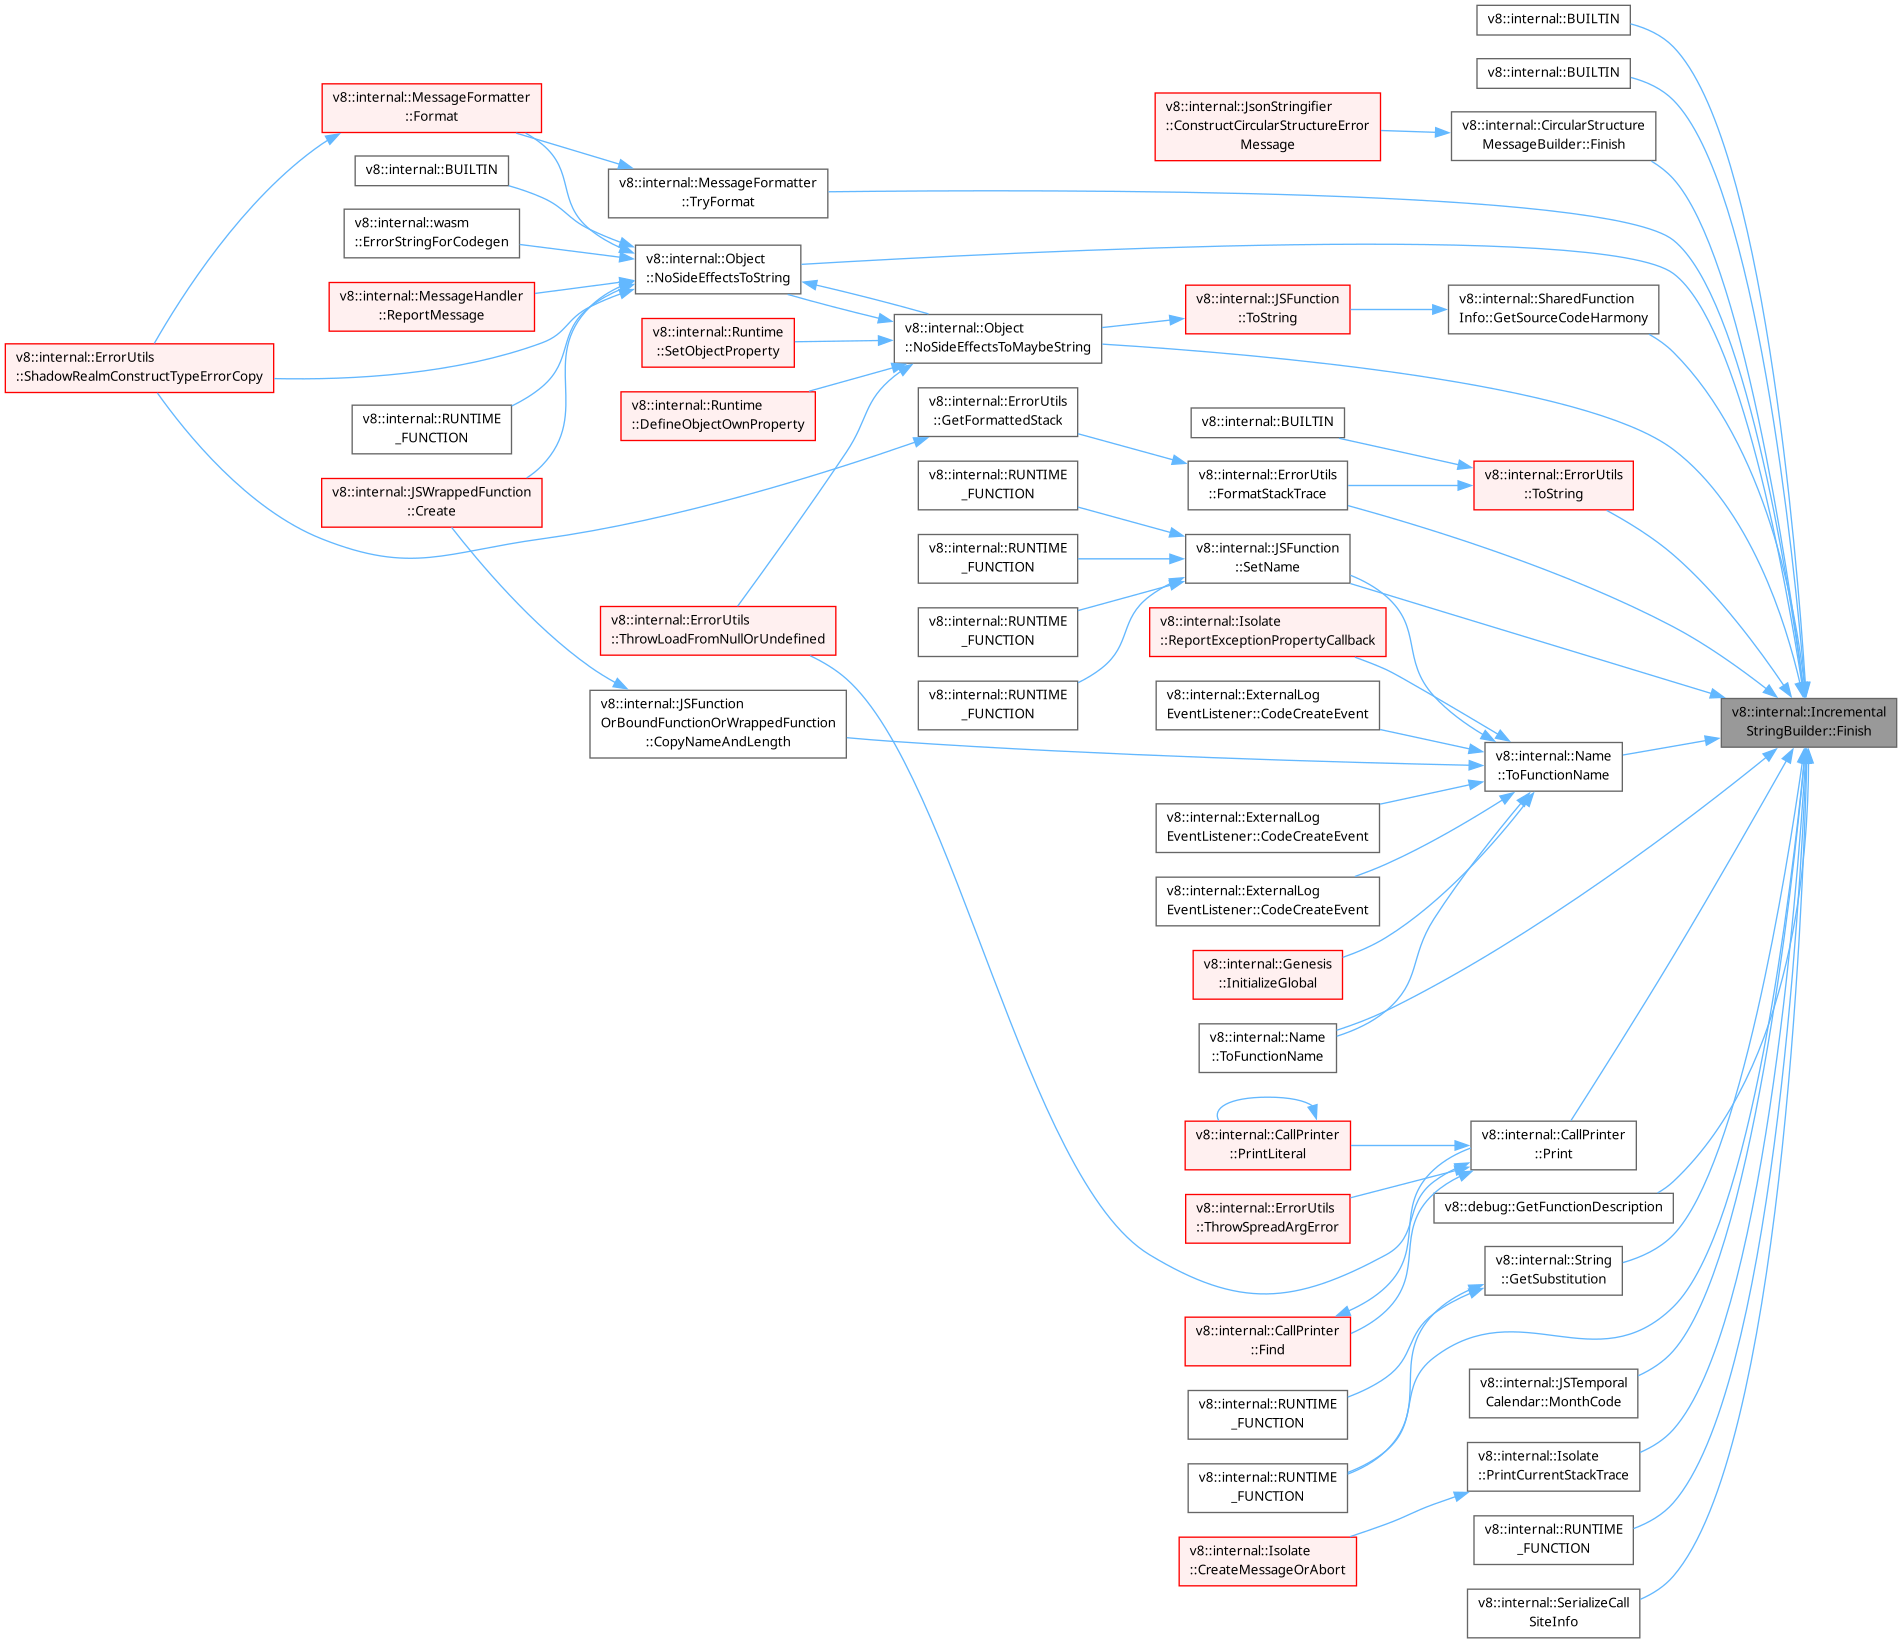 v8::internal::BUILTIN
v8::internal::BUILTIN
v8::internal::MessageFormatter
::Format
v8::internal::JsonStringifier
::ConstructCircularStructureError
Message
v8::internal::CircularStructure
MessageBuilder::Finish
v8::internal::BUILTIN
v8::internal::MessageFormatter
::TryFormat
v8::internal::wasm
::ErrorStringForCodegen
v8::internal::Object
::NoSideEffectsToString
v8::internal::MessageHandler
::ReportMessage
v8::internal::JSFunction
::ToString
v8::internal::SharedFunction
Info::GetSourceCodeHarmony
v8::internal::Runtime
::SetObjectProperty
v8::internal::Object
::NoSideEffectsToMaybeString
v8::internal::ErrorUtils
::ShadowRealmConstructTypeErrorCopy
v8::internal::RUNTIME
_FUNCTION
v8::internal::Runtime
::DefineObjectOwnProperty
v8::internal::ErrorUtils
::GetFormattedStack
v8::internal::BUILTIN
v8::internal::JSWrappedFunction
::Create
v8::internal::RUNTIME
_FUNCTION
v8::internal::ErrorUtils
::FormatStackTrace
v8::internal::ErrorUtils
::ToString
v8::internal::RUNTIME
_FUNCTION
v8::internal::JSFunction
::SetName
v8::internal::ErrorUtils
::ThrowLoadFromNullOrUndefined
v8::internal::RUNTIME
_FUNCTION
v8::internal::Isolate
::ReportExceptionPropertyCallback
v8::internal::JSFunction
OrBoundFunctionOrWrappedFunction
::CopyNameAndLength
v8::internal::RUNTIME
_FUNCTION
v8::internal::ExternalLog
EventListener::CodeCreateEvent
v8::internal::Incremental
StringBuilder::Finish
v8::internal::Name
::ToFunctionName
v8::internal::ExternalLog
EventListener::CodeCreateEvent
v8::internal::ExternalLog
EventListener::CodeCreateEvent
v8::internal::Genesis
::InitializeGlobal
v8::internal::Name
::ToFunctionName
v8::internal::CallPrinter
::PrintLiteral
v8::internal::CallPrinter
::Print
v8::internal::ErrorUtils
::ThrowSpreadArgError
v8::debug::GetFunctionDescription
v8::internal::String
::GetSubstitution
v8::internal::CallPrinter
::Find
v8::internal::RUNTIME
_FUNCTION
v8::internal::JSTemporal
Calendar::MonthCode
v8::internal::RUNTIME
_FUNCTION
v8::internal::Isolate
::PrintCurrentStackTrace
v8::internal::Isolate
::CreateMessageOrAbort
v8::internal::RUNTIME
_FUNCTION
v8::internal::SerializeCall
SiteInfo